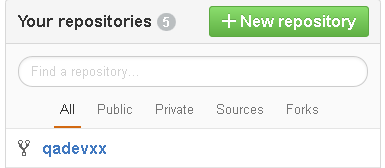 Your repositories 5 + New repository
Find a repository...
All Public Private Sources Forks
qadevxx